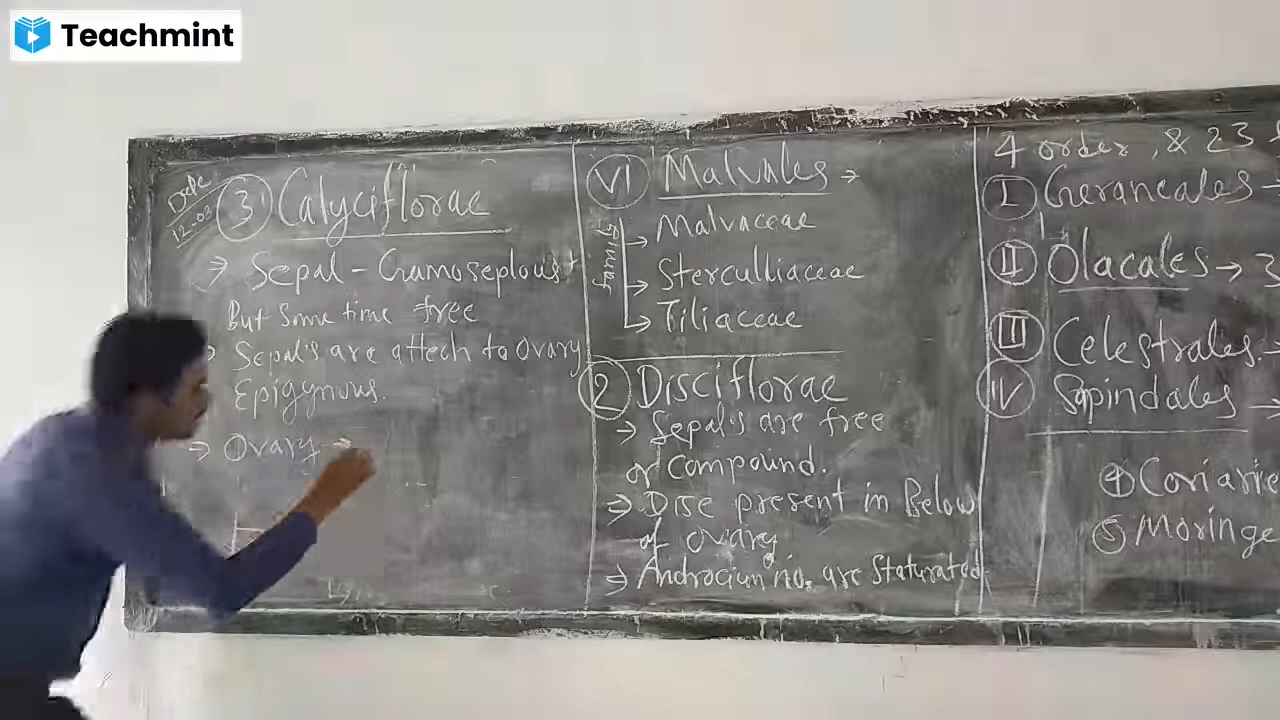 Teachmint
Date
12-03
③ Calyciflorae
→ Sepal - Gamoseplous+
But Some time free
Sepal's are attech to Ovary
Epigynous.
→ Ovary →
VI Malvales →
Family
→ Malvaceae
→ Sterculliaceae
→ Tiliaceae
② Disciflorae
→ Sepal's are free
or compound.
→ Disc present in Below
of Ovary
→ Androcium no. are Staturated.
4 order, & 23
I Geraneales →
II Olacales → 3
III Celestrales. →
IV Sapindales →
④ Coriarie
⑤ Moringe